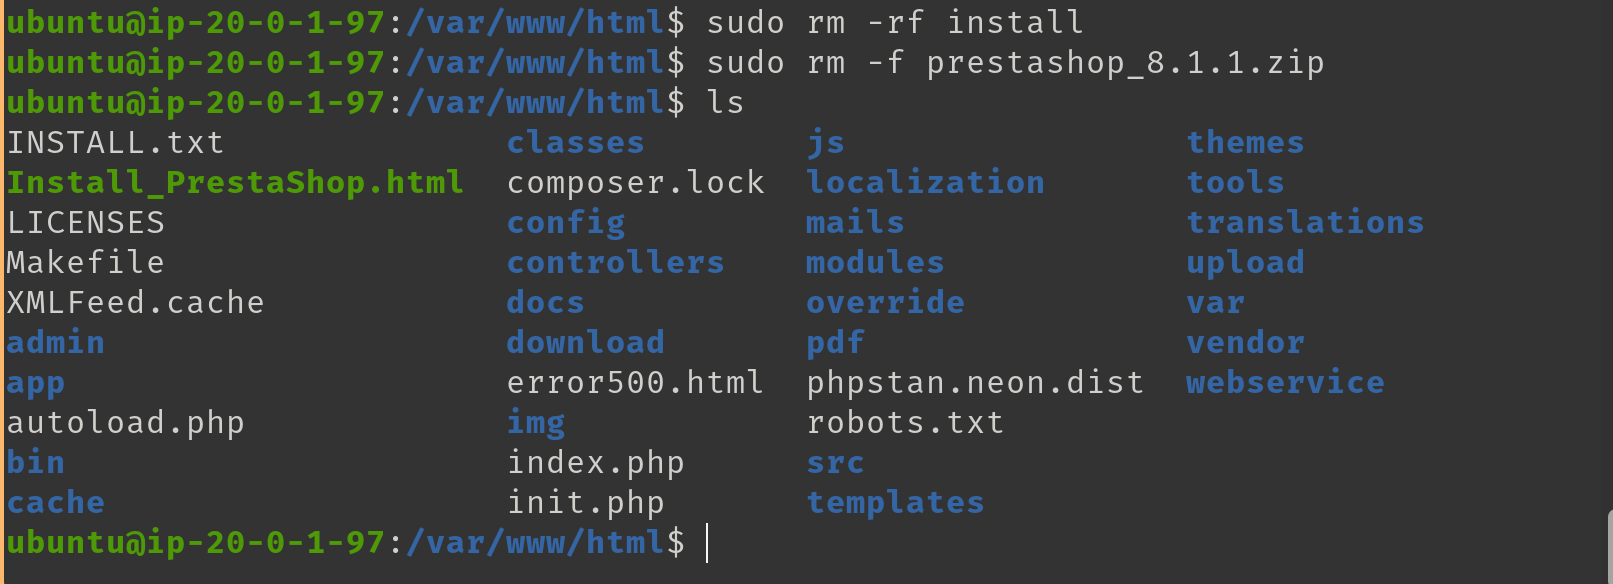 ubuntu@ip-20-0-1-97:/var/www/html$ sudo rm -rf install
ubuntu@ip-20-0-1-97:/var/www/html$ sudo rm -f prestashop_8.1.1.zip
ubuntu@ip-20-0-1-97:/var/www/html$ ls
INSTALL.txt classes js themes
Install_PrestaShop.html composer.lock localization tools
LICENSES config mails translations
Makefile controllers modules upload
XMLFeed.cache docs override var
admin download pdf vendor
app error500.html phpstan.neon.dist webservice
autoload.php img robots.txt
bin index.php src
cache init.php templates
ubuntu@ip-20-0-1-97:/var/www/html$